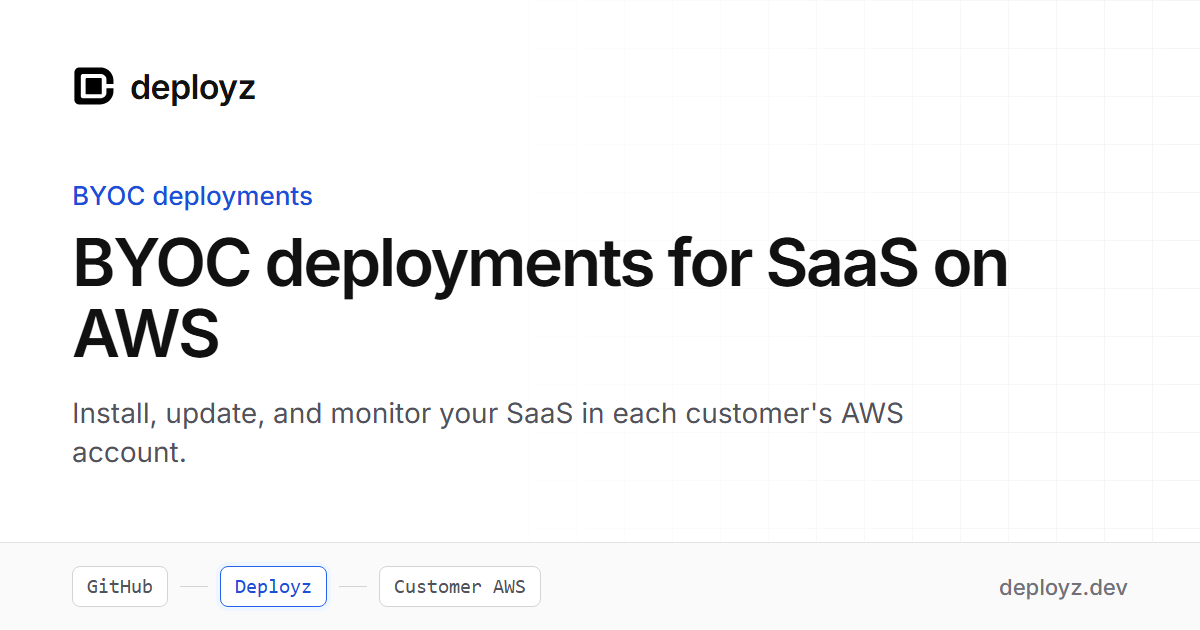 deployz
BYOC deployments
BYOC deployments for SaaS on
AWS
Install, update, and monitor your SaaS in each customer's AWS
account.
GitHub
Deployz
Customer AWS
deployz.dev